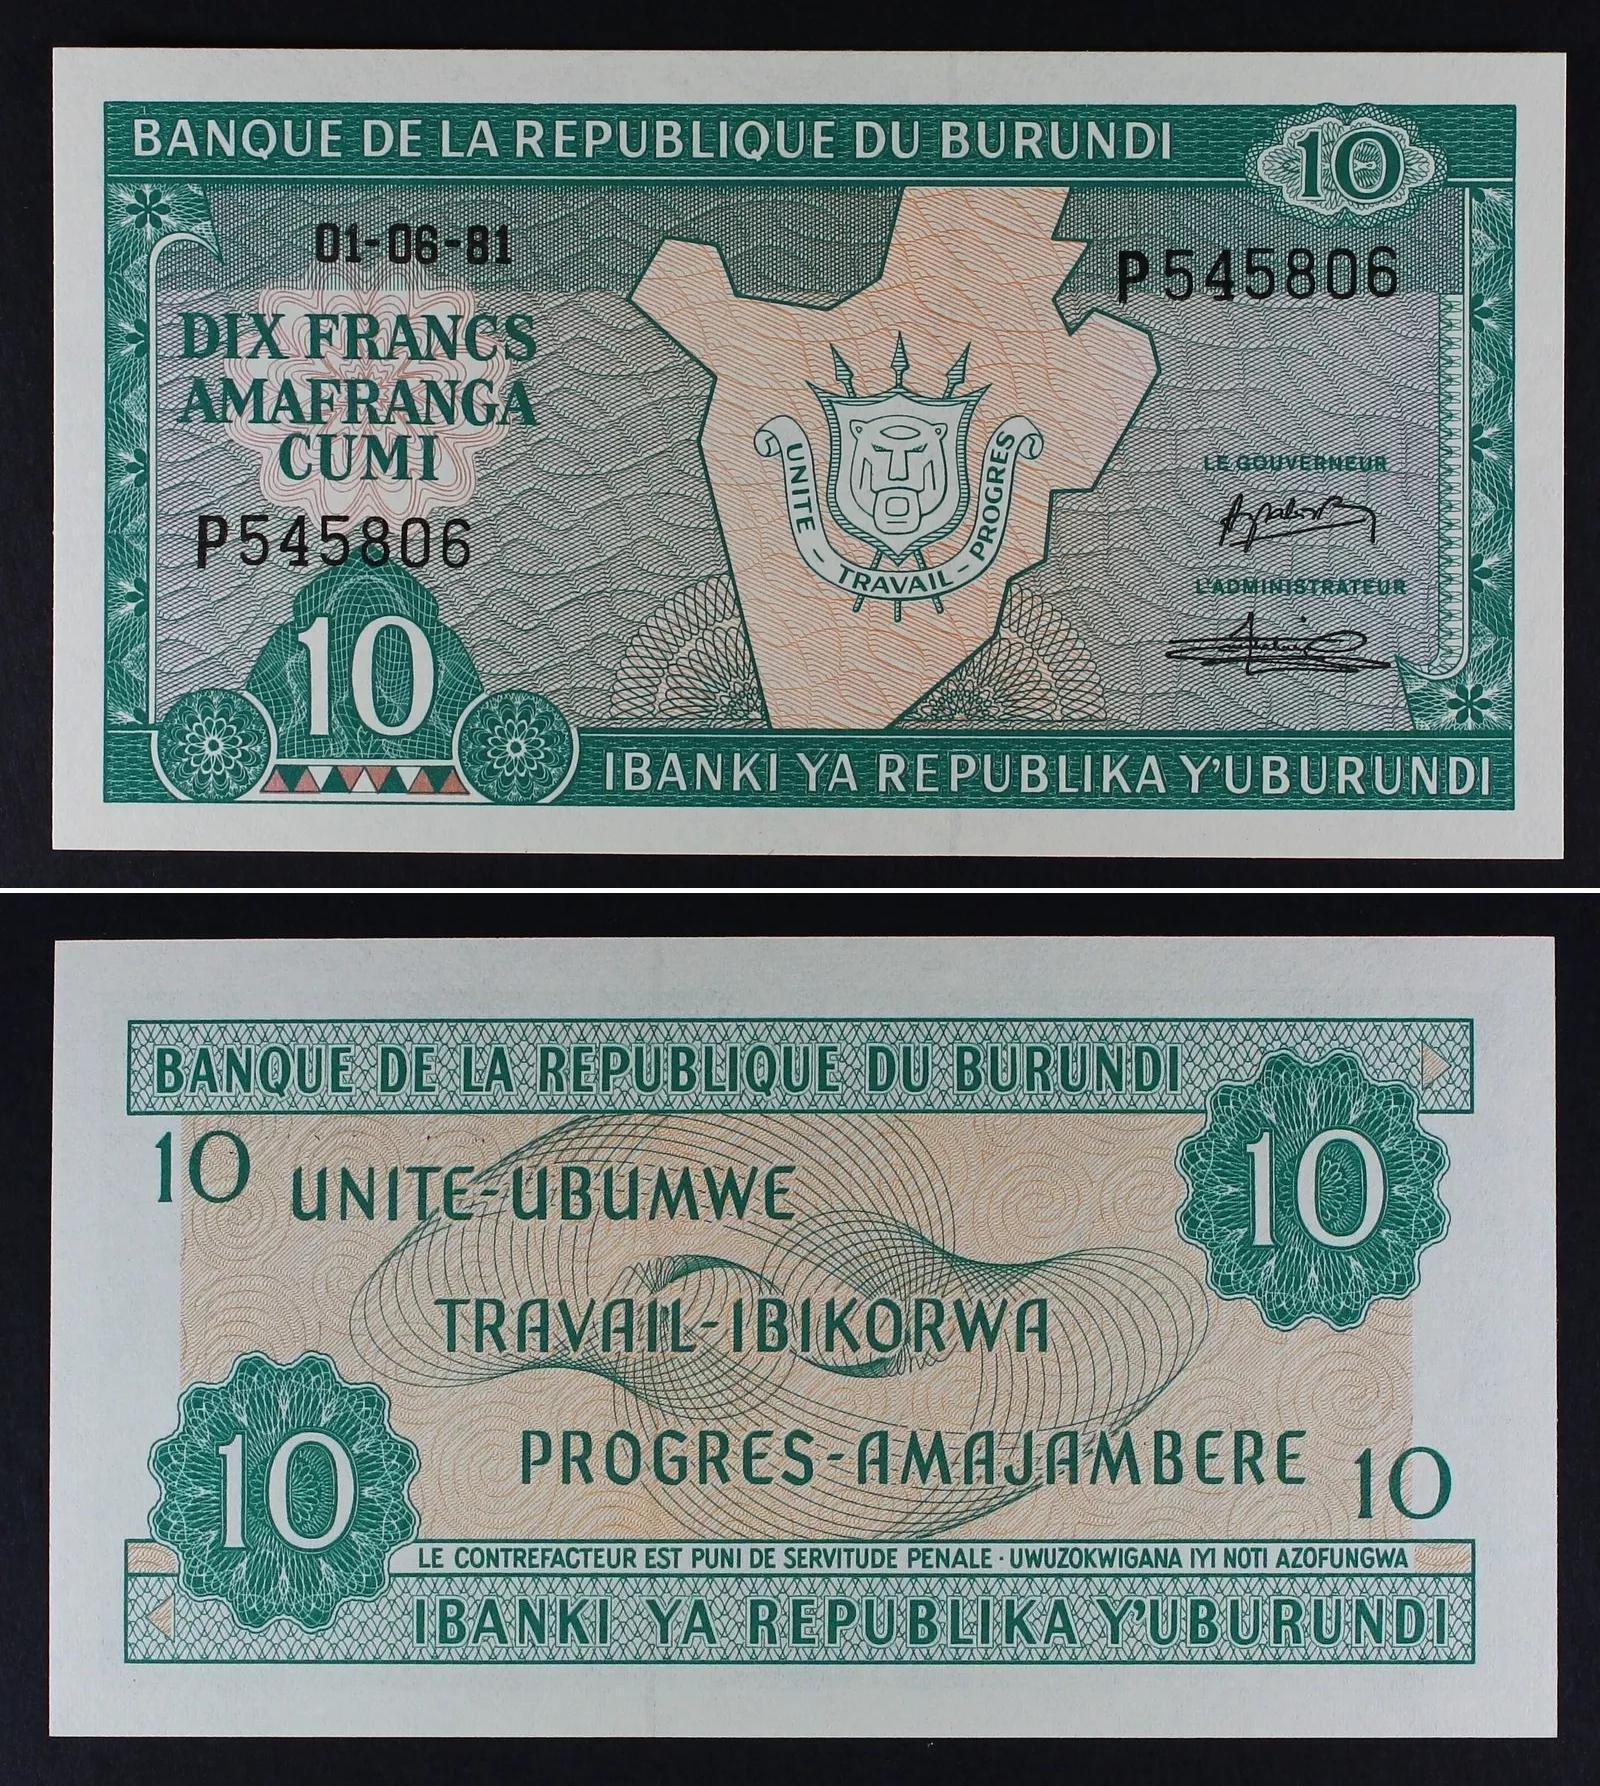 BANQUE DE LA REPUBLIQUE DU BURUNDI
10
01-06-81
P545806
DIX FRANCS
AMAFRANGA
CUMI
P545806
UNITE - TRAVAIL - PROGRES
LE GOUVERNEUR
L'ADMINISTRATEUR
10
IBANKI YA REPUBLIKA Y'UBURUNDI
BANQUE DE LA REPUBLIQUE DU BURUNDI
10
10
UNITE-UBUMWE
TRAVAIL-IBIKORWA
PROGRES-AMAJAMBERE
10
10
LE CONTREFACTEUR EST PUNI DE SERVITUDE PENALE · UWUZOKWIGANA IYI NOTI AZOFUNGWA
IBANKI YA REPUBLIKA Y'UBURUNDI